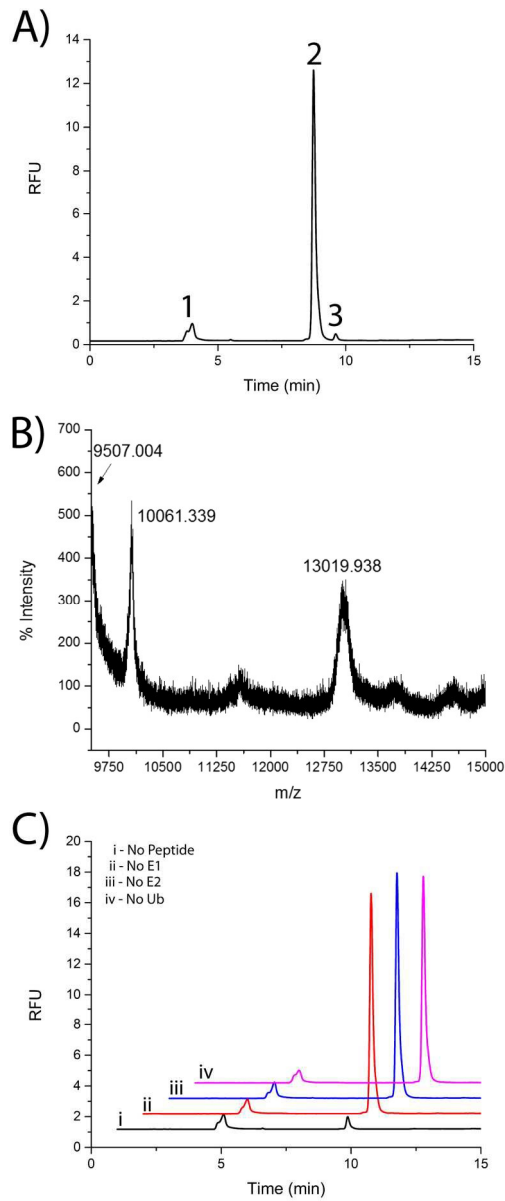 A)
14
12
10
8
6
4
2
0
RFU
1
2
3
0 5 10 15
Time (min)
B)
700
600
500
400
300
200
100
0
% Intensity
9507.004
10061.339
13019.938
9750 10500 11250 12000 12750 13500 14250 15000
m/z
C)
20
18
16
14
12
10
8
6
4
2
0
RFU
i - No Peptide
ii - No E1
iii - No E2
iv - No Ub
iv
iii
ii
i
0 5 10 15
Time (min)